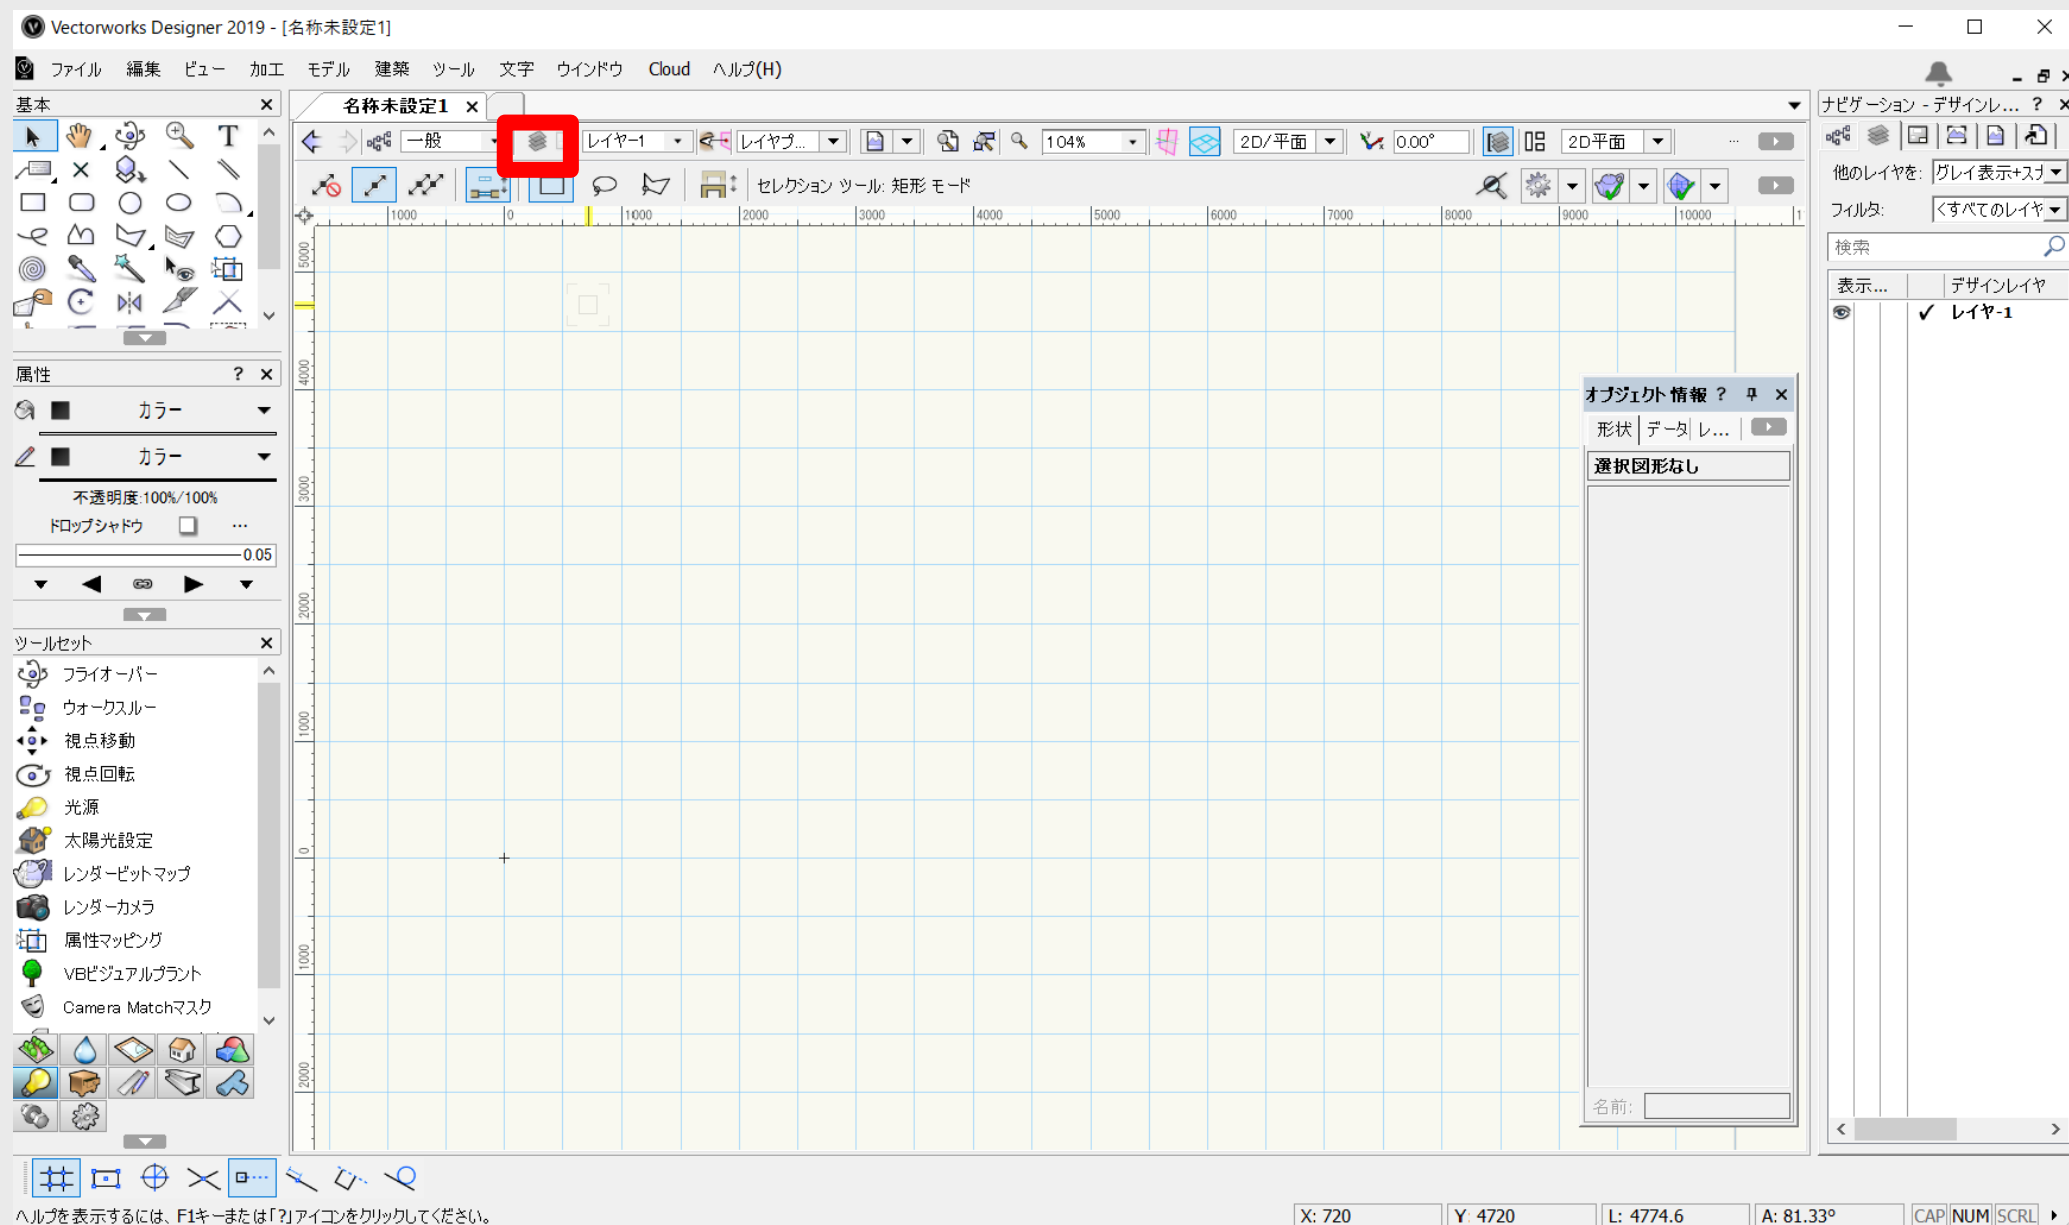 Vectorworks Designer 2019 - [名称未設定1]
ファイル 編集 ビュー 加工 モデル 建築 ツール 文字 ウインドウ Cloud ヘルプ(H)
基本
T
名称未設定1
一般 レイヤ-1 レイヤプ... 104% 2D/平面 0.00° 2D平面 ...
セレクション ツール: 矩形 モード
1000 0 1000 2000 3000 4000 5000 6000 7000 8000 9000 10000 1
5000
4000
3000
2000
1000
0
1000
2000
属性 ?
カラー
カラー
不透明度:100%/100%
ドロップシャドウ ...
0.05
ツールセット
フライオーバー
ウォークスルー
視点移動
視点回転
光源
太陽光設定
レンダービットマップ
レンダーカメラ
属性マッピング
VBビジュアルプラント
Camera Matchマスク
オブジェクト情報 ?
形状 データ レ...
選択図形なし
名前:
ナビゲーション - デザインレ... ?
他のレイヤを: グレイ表示+スナ
フィルタ: <すべてのレイヤ
検索
表示... デザインレイヤ
レイヤ-1
ヘルプを表示するには、F1キーまたは「?」アイコンをクリックしてください。
X: 720 Y: 4720 L: 4774.6 A: 81.33° CAP NUM SCRL